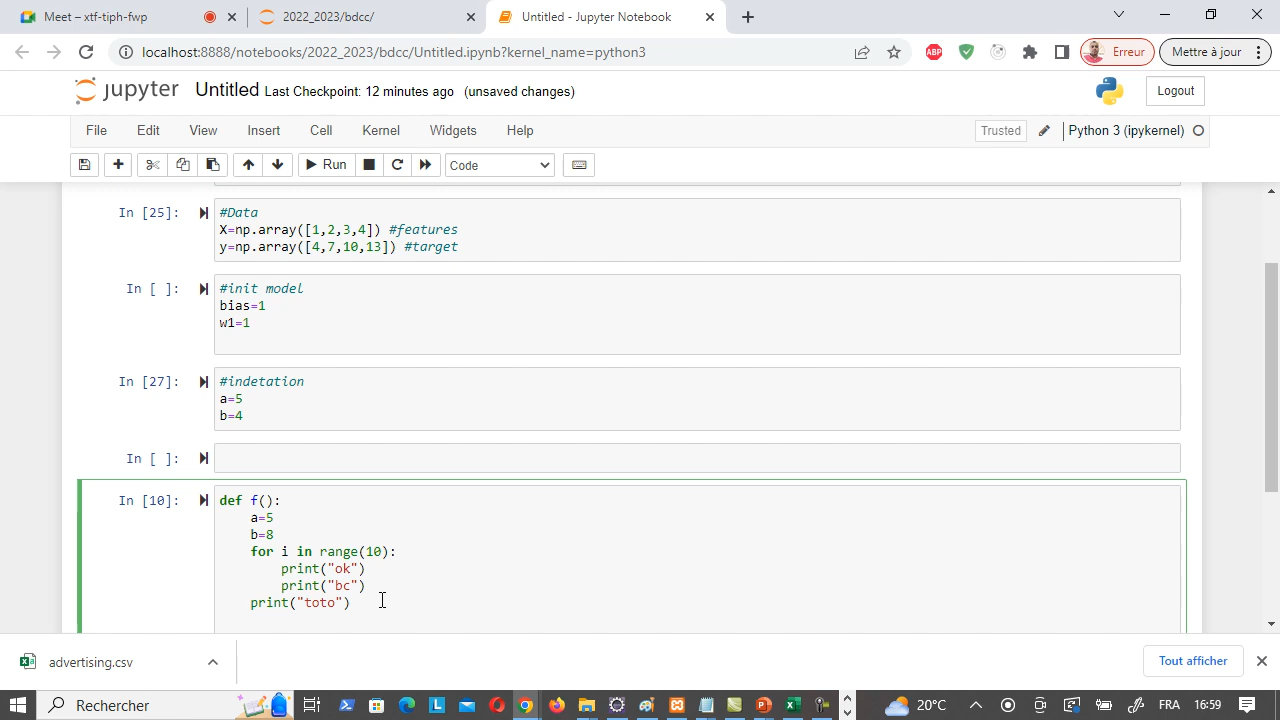 Meet – xtf-tiph-fwp
2022_2023/bdcc/
Untitled - Jupyter Notebook
localhost:8888/notebooks/2022_2023/bdcc/Untitled.ipynb?kernel_name=python3
ABP
Erreur
Mettre à jour
jupyter Untitled Last Checkpoint: 12 minutes ago (unsaved changes)
Logout
File Edit View Insert Cell Kernel Widgets Help
Trusted
Python 3 (ipykernel)
Run
Code
In [25]:
#Data
X=np.array([1,2,3,4]) #features
y=np.array([4,7,10,13]) #target
In [ ]:
#init model
bias=1
w1=1
In [27]:
#indetation
a=5
b=4
In [ ]:
In [10]:
def f():
    a=5
    b=8
    for i in range(10):
        print("ok")
        print("bc")
    print("toto")
advertising.csv
Tout afficher
Rechercher
20°C
FRA
16:59